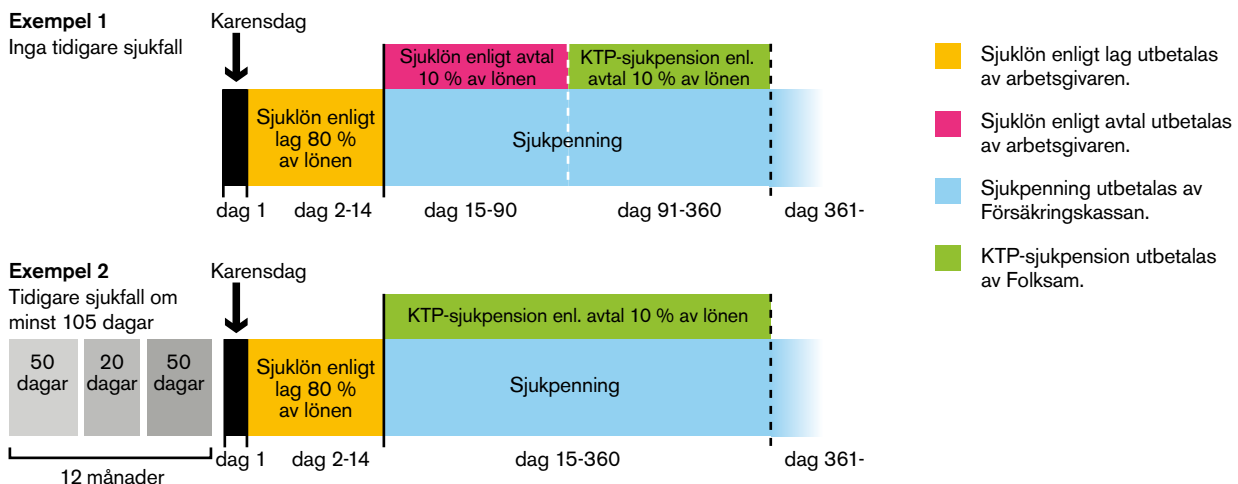 Exempel 1
Inga tidigare sjukfall
Karensdag
Sjuklön enligt avtal
10 % av lönen
KTP-sjukpension enl.
avtal 10 % av lönen
Sjuklön enligt
lag 80 %
av lönen
Sjukpenning
dag 1
dag 2-14
dag 15-90
dag 91-360
dag 361-
Exempel 2
Tidigare sjukfall om
minst 105 dagar
Karensdag
50
dagar
20
dagar
50
dagar
12 månader
KTP-sjukpension enl. avtal 10 % av lönen
Sjuklön enligt
lag 80 %
av lönen
Sjukpenning
dag 1
dag 2-14
dag 15-360
dag 361-
Sjuklön enligt lag utbetalas
av arbetsgivaren.
Sjuklön enligt avtal utbetalas
av arbetsgivaren.
Sjukpenning utbetalas av
Försäkringskassan.
KTP-sjukpension utbetalas
av Folksam.